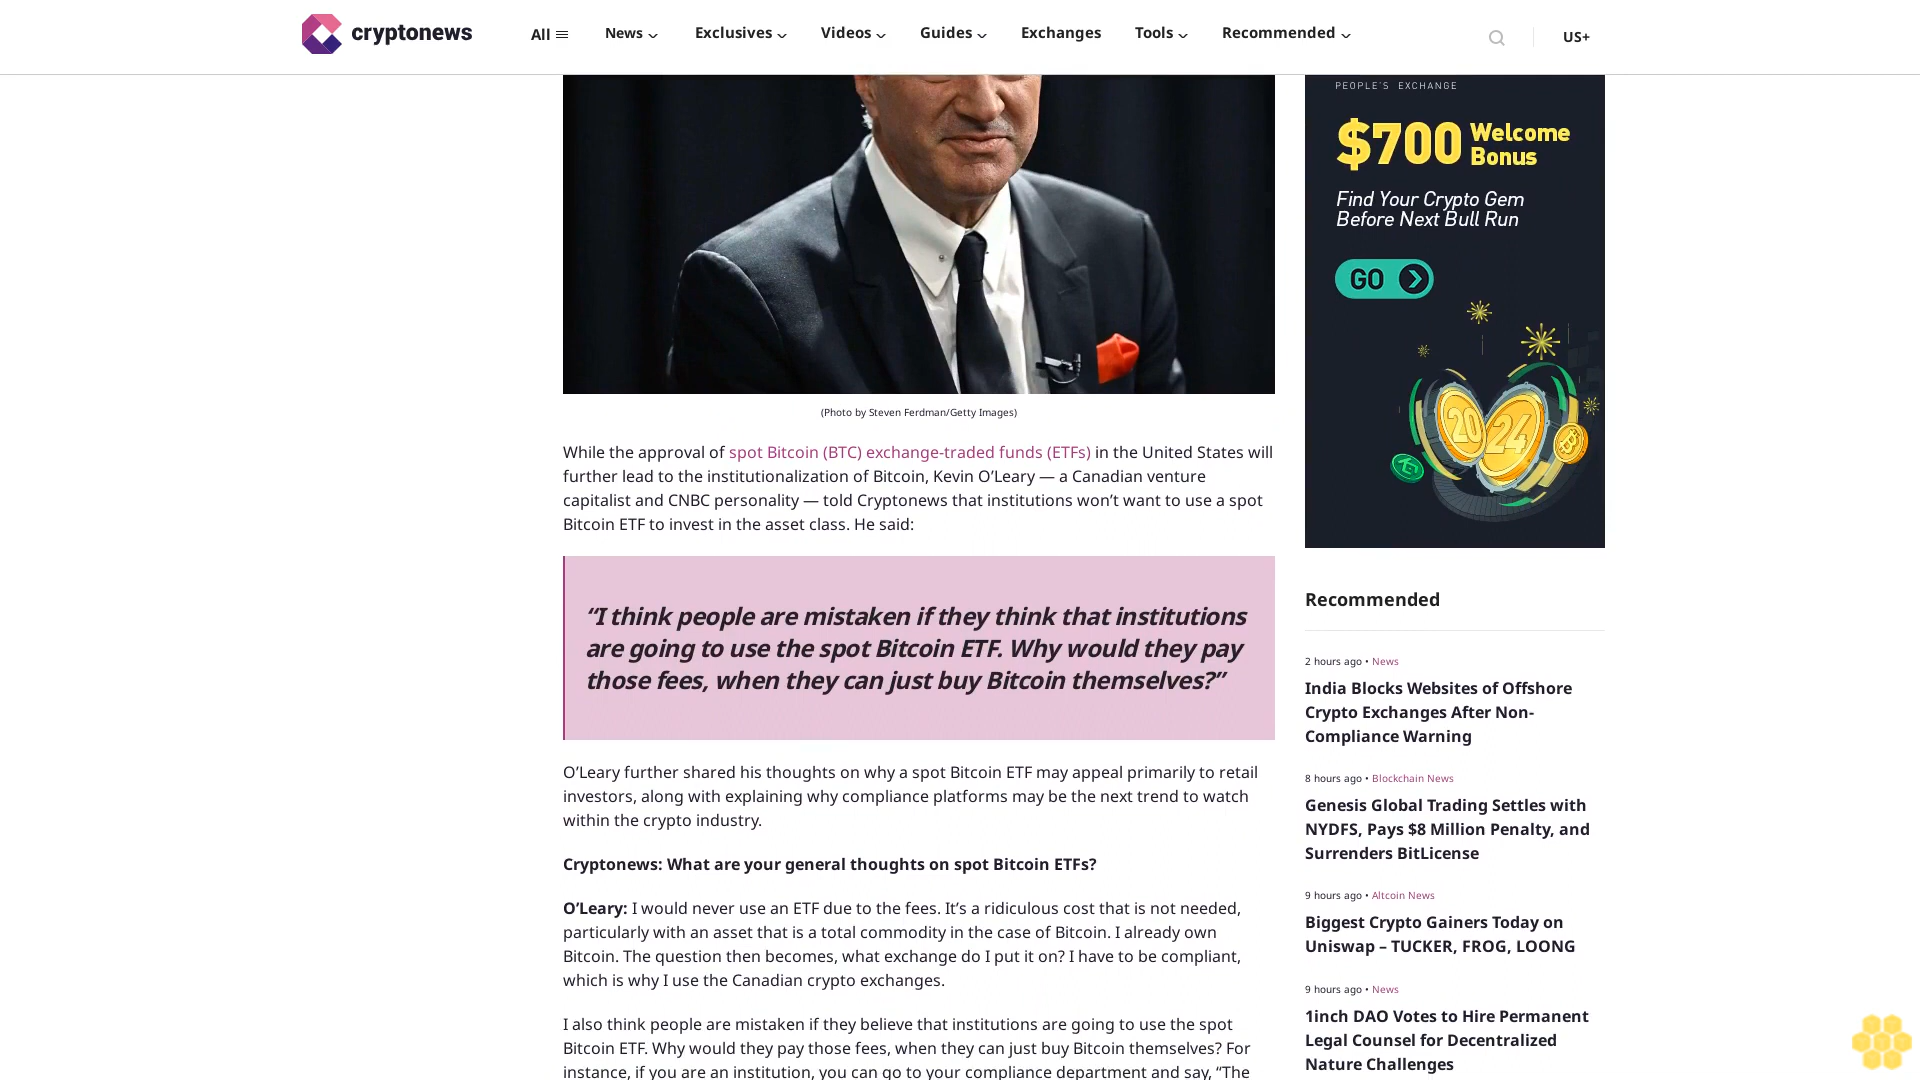 cryptonews
All
News
Exclusives
Videos
Guides
Exchanges
Tools
Recommended
US+
(Photo by Steven Ferdman/Getty Images)
While the approval of spot Bitcoin (BTC) exchange-traded funds (ETFs) in the United States will
further lead to the institutionalization of Bitcoin, Kevin O’Leary — a Canadian venture
capitalist and CNBC personality — told Cryptonews that institutions won’t want to use a spot
Bitcoin ETF to invest in the asset class. He said:
“I think people are mistaken if they think that institutions
are going to use the spot Bitcoin ETF. Why would they pay
those fees, when they can just buy Bitcoin themselves?”
O’Leary further shared his thoughts on why a spot Bitcoin ETF may appeal primarily to retail
investors, along with explaining why compliance platforms may be the next trend to watch
within the crypto industry.
Cryptonews: What are your general thoughts on spot Bitcoin ETFs?
O’Leary: I would never use an ETF due to the fees. It’s a ridiculous cost that is not needed,
particularly with an asset that is a total commodity in the case of Bitcoin. I already own
Bitcoin. The question then becomes, what exchange do I put it on? I have to be compliant,
which is why I use the Canadian crypto exchanges.
I also think people are mistaken if they believe that institutions are going to use the spot
Bitcoin ETF. Why would they pay those fees, when they can just buy Bitcoin themselves? For
instance, if you are an institution, you can go to your compliance department and say, “The
PEOPLE'S EXCHANGE
$700 Welcome
Bonus
Find Your Crypto Gem
Before Next Bull Run
GO
20
24
Recommended
2 hours ago • News
India Blocks Websites of Offshore
Crypto Exchanges After Non-
Compliance Warning
8 hours ago • Blockchain News
Genesis Global Trading Settles with
NYDFS, Pays $8 Million Penalty, and
Surrenders BitLicense
9 hours ago • Altcoin News
Biggest Crypto Gainers Today on
Uniswap – TUCKER, FROG, LOONG
9 hours ago • News
1inch DAO Votes to Hire Permanent
Legal Counsel for Decentralized
Nature Challenges